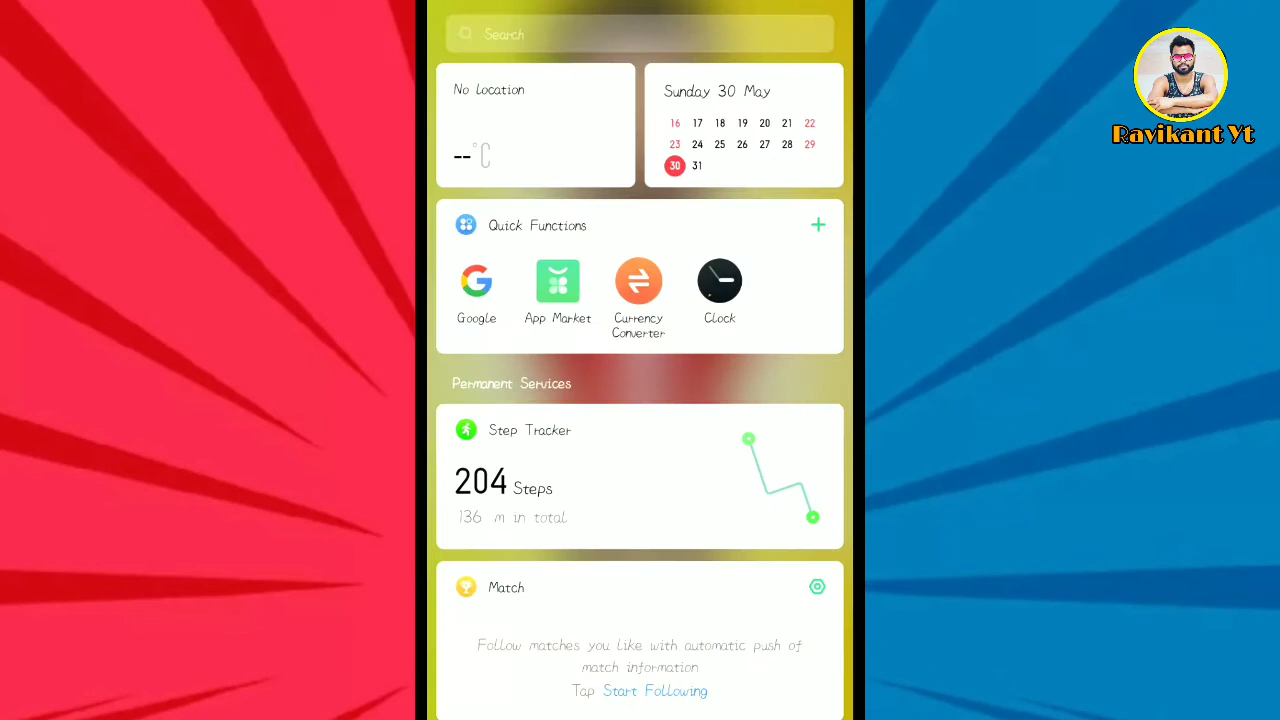 Search
No location
--°C
Sunday 30 May
16 17 18 19 20 21 22
23 24 25 26 27 28 29
30 31
Ravikant Yt
Quick Functions
Google
App Market
Currency
Converter
Clock
Permanent Services
Step Tracker
204 Steps
136 m in total
Match
Follow matches you like with automatic push of
match information
Tap Start Following